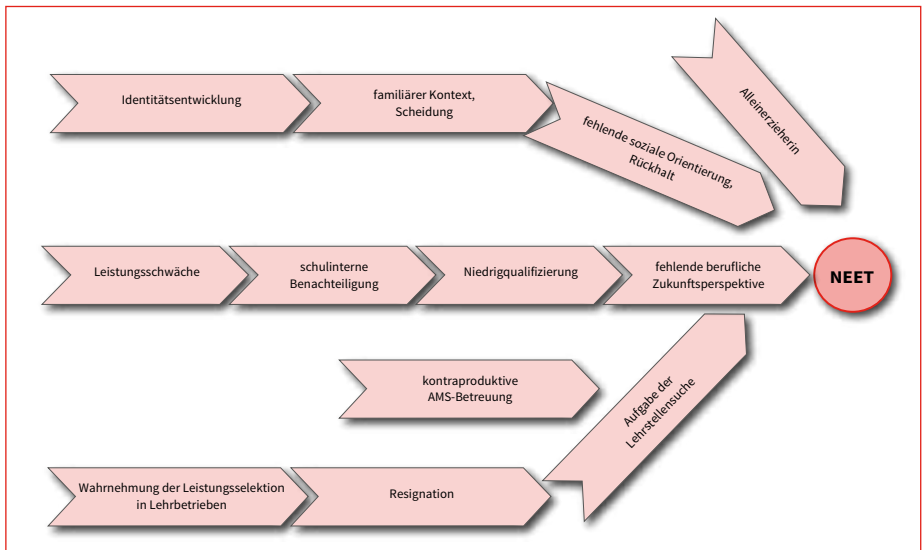 Identitätsentwicklung
familiärer Kontext,
Scheidung
fehlende soziale Orientierung,
Rückhalt
Alleinerzieherin
Leistungsschwäche
schulinterne
Benachteiligung
Niedrigqualifizierung
fehlende berufliche
Zukunftsperspektive
NEET
kontraproduktive
AMS-Betreuung
Aufgabe der
Lehrstellensuche
Wahrnehmung der Leistungsselektion
in Lehrbetrieben
Resignation